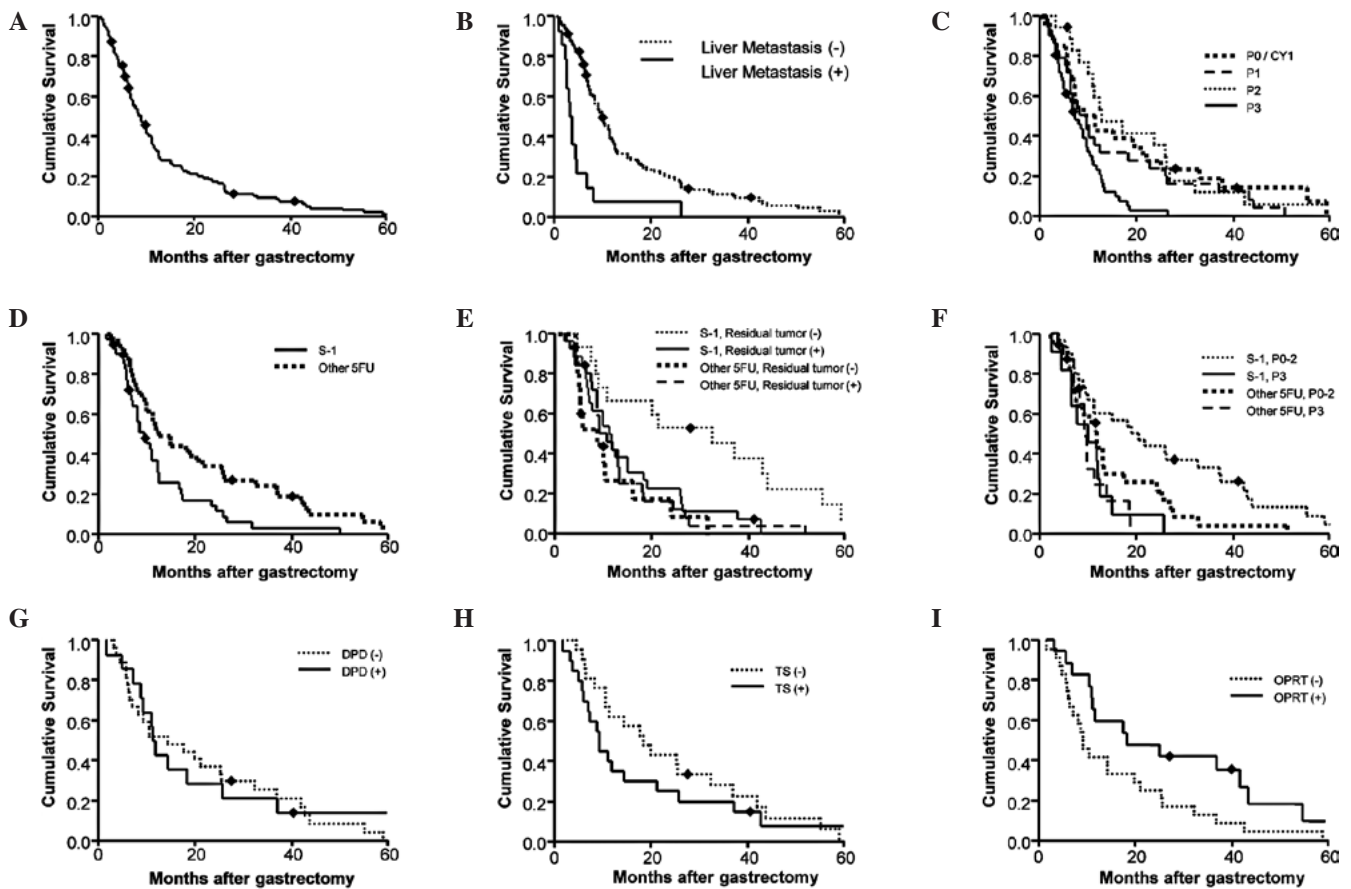 A
Cumulative Survival
1.0
0.8
0.6
0.4
0.2
0.0
0 20 40 60
Months after gastrectomy
B
Cumulative Survival
1.0
0.8
0.6
0.4
0.2
0.0
Liver Metastasis (-)
Liver Metastasis (+)
0 10 20 30 40 50 60
Months after gastrectomy
C
Cumulative Survival
1.0
0.8
0.6
0.4
0.2
0.0
P0 / CY1
P1
P2
P3
0 20 40 60
Months after gastrectomy
D
Cumulative Survival
1.0
0.8
0.6
0.4
0.2
0.0
S-1
Other 5FU
0 20 40 60
Months after gastrectomy
E
Cumulative Survival
1.0
0.8
0.6
0.4
0.2
0.0
S-1, Residual tumor (-)
S-1, Residual tumor (+)
Other 5FU, Residual tumor (-)
Other 5FU, Residual tumor (+)
0 20 40 60
Months after gastrectomy
F
Cumulative Survival
1.0
0.8
0.6
0.4
0.2
0.0
S-1, P0-2
S-1, P3
Other 5FU, P0-2
Other 5FU, P3
0 20 40 60
Months after gastrectomy
G
Cumulative Survival
1.0
0.8
0.6
0.4
0.2
0.0
DPD (-)
DPD (+)
0 20 40 60
Months after gastrectomy
H
Cumulative Survival
1.0
0.8
0.6
0.4
0.2
0.0
TS (-)
TS (+)
0 20 40 60
Months after gastrectomy
I
Cumulative Survival
1.0
0.8
0.6
0.4
0.2
0.0
OPRT (-)
OPRT (+)
0 20 40 60
Months after gastrectomy